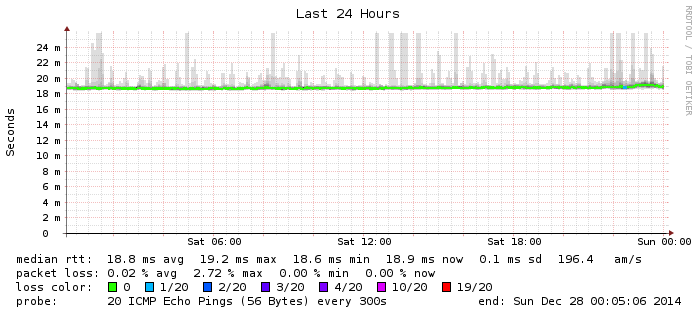 Last 24 Hours
RRDTOOL / TOBI OETIKER
Seconds
24 m
22 m
20 m
18 m
16 m
14 m
12 m
10 m
8 m
6 m
4 m
2 m
0
Sat 06:00 Sat 12:00 Sat 18:00 Sun 00:00
median rtt: 18.8 ms avg 19.2 ms max 18.6 ms min 18.9 ms now 0.1 ms sd 196.4 am/s
packet loss: 0.02 % avg 2.72 % max 0.00 % min 0.00 % now
loss color: 0 1/20 2/20 3/20 4/20 10/20 19/20
probe: 20 ICMP Echo Pings (56 Bytes) every 300s end: Sun Dec 28 00:05:06 2014